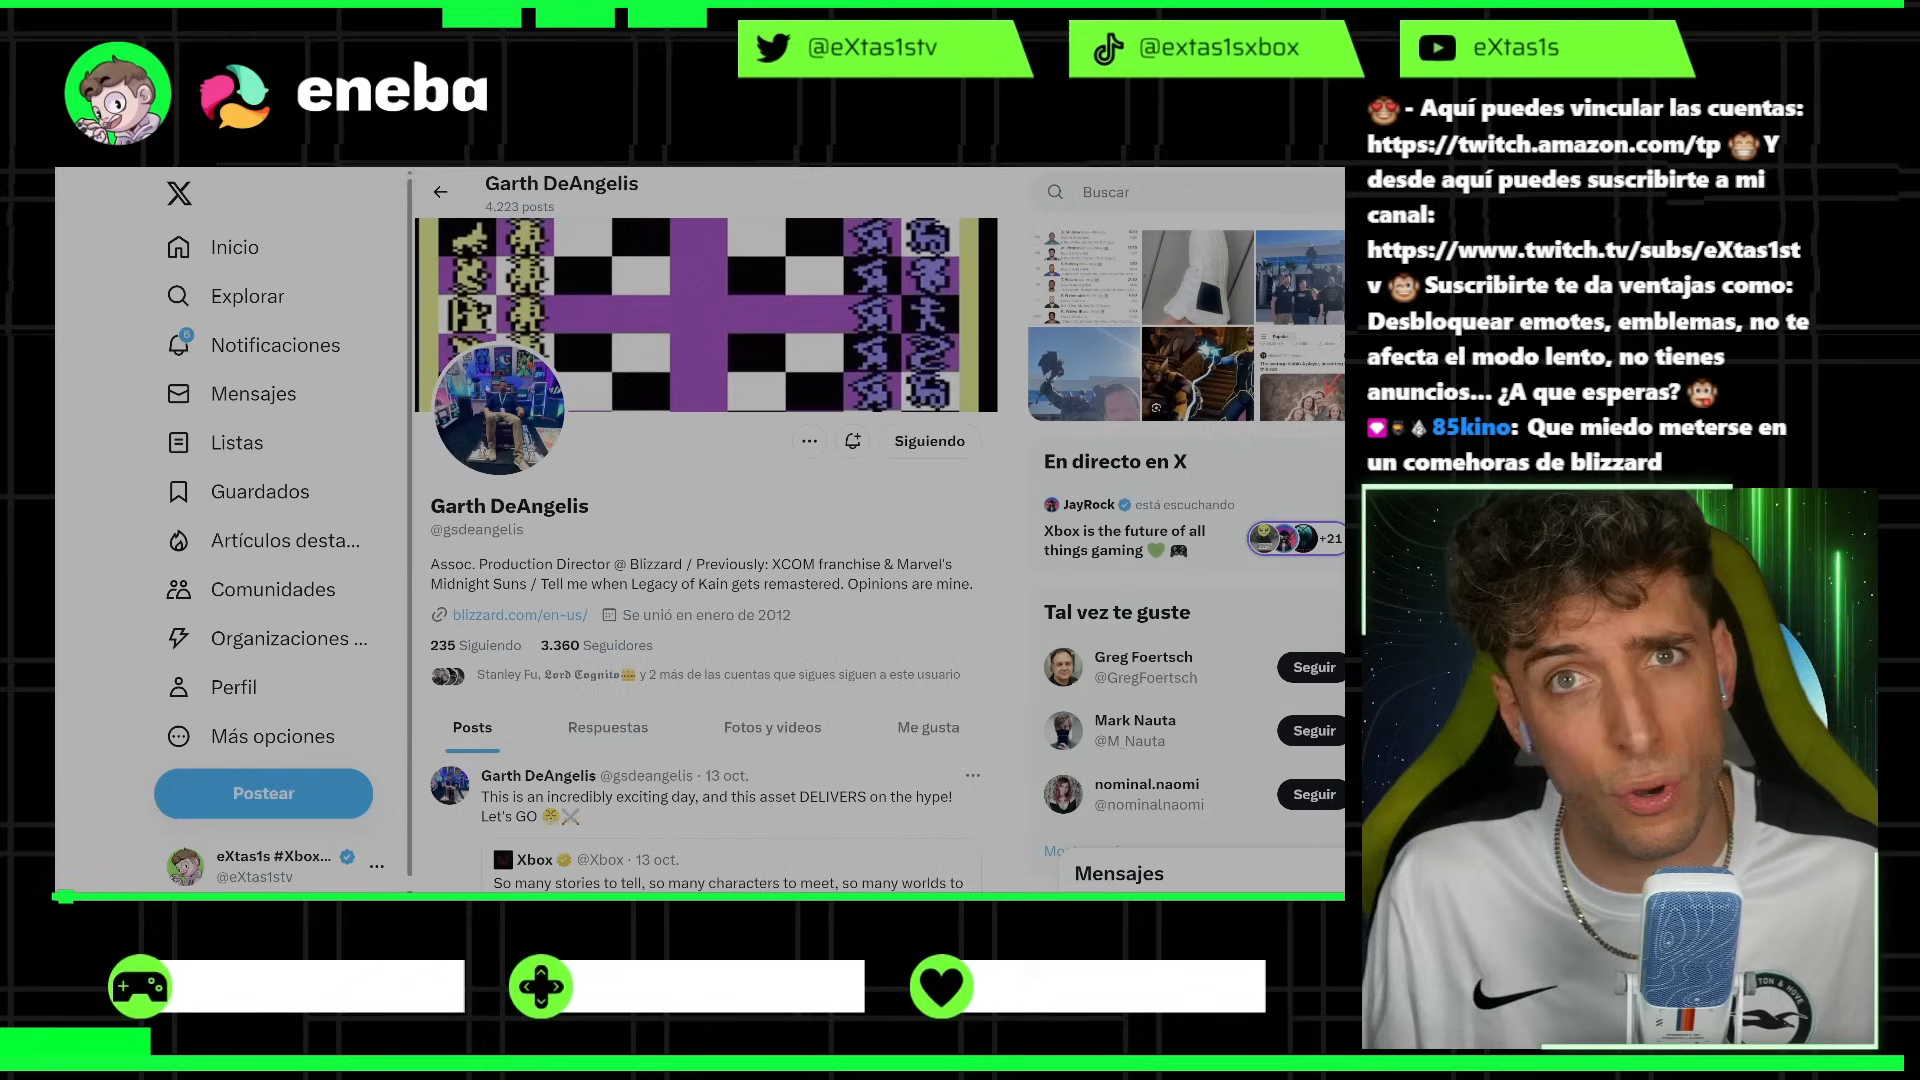 @eXtas1stv
@extas1sxbox
eXtas1s
eneba
- Aquí puedes vincular las cuentas:
https://twitch.amazon.com/tp Y
desde aquí puedes suscribirte a mi
canal:
https://www.twitch.tv/subs/eXtas1st
v Suscribirte te da ventajas como:
Desbloquear emotes, emblemas, no te
afecta el modo lento, no tienes
anuncios... ¿A que esperas?
85kino: Que miedo meterse en
un comehoras de blizzard
Inicio
Explorar
6
Notificaciones
Mensajes
Listas
Guardados
Artículos desta...
Comunidades
Organizaciones ...
Perfil
Más opciones
Postear
eXtas1s #Xbox...
@eXtas1stv
Garth DeAngelis
4.223 posts
Siguiendo
Garth DeAngelis
@gsdeangelis
Assoc. Production Director @ Blizzard / Previously: XCOM franchise & Marvel's
Midnight Suns / Tell me when Legacy of Kain gets remastered. Opinions are mine.
blizzard.com/en-us/ Se unió en enero de 2012
235 Siguiendo 3.360 Seguidores
Stanley Fu, 𝕷𝖔𝖗𝖉 𝕮𝖔𝖌𝖓𝖎𝖙𝖔 y 2 más de las cuentas que sigues siguen a este usuario
Posts Respuestas Fotos y videos Me gusta
Garth DeAngelis @gsdeangelis · 13 oct.
This is an incredibly exciting day, and this asset DELIVERS on the hype!
Let's GO
Xbox @Xbox · 13 oct.
So many stories to tell, so many characters to meet, so many worlds to
Buscar
En directo en X
JayRock está escuchando
Xbox is the future of all
things gaming
+21
Tal vez te guste
Greg Foertsch
@GregFoertsch
Seguir
Mark Nauta
@M_Nauta
Seguir
nominal.naomi
@nominalnaomi
Seguir
Mensajes